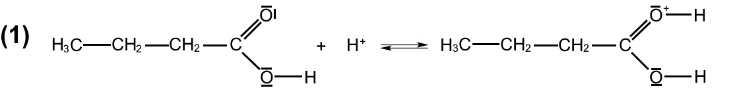 O O⁺—H
(1) H₃C—CH₂—CH₂—C + H⁺ ⇌ H₃C—CH₂—CH₂—C
O—H O—H